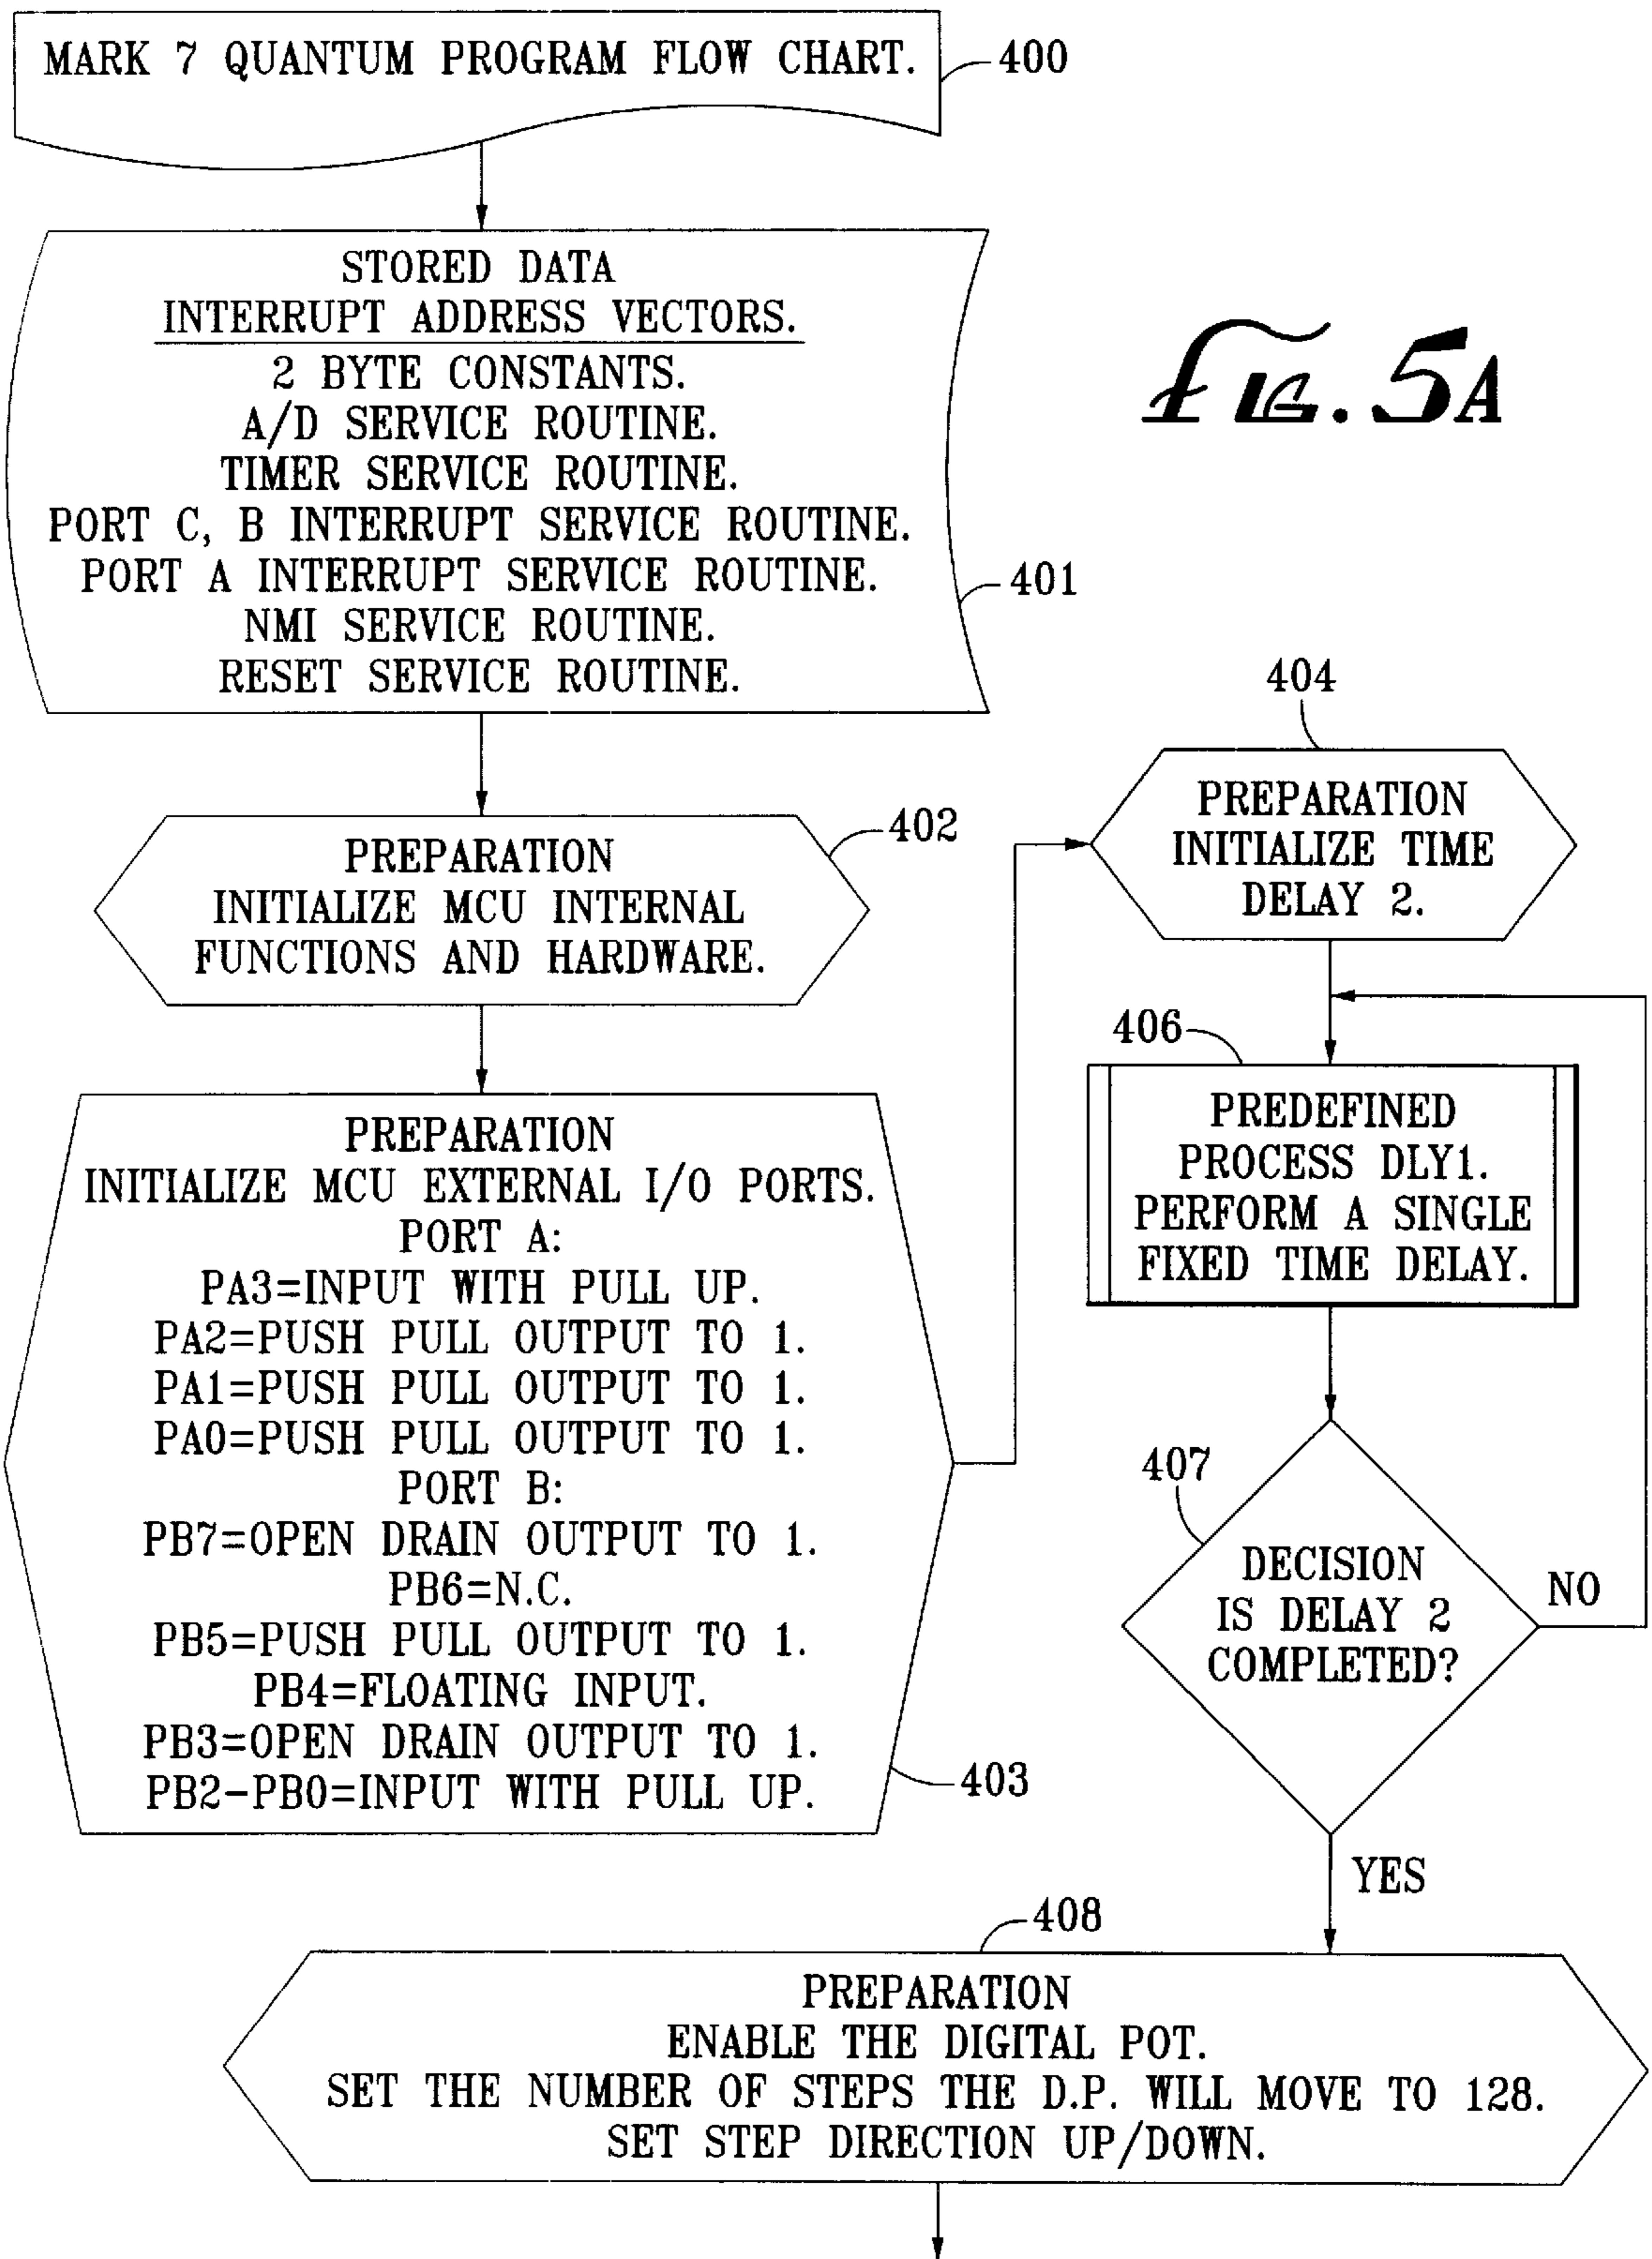 MARK 7 QUANTUM PROGRAM FLOW CHART.
400
STORED DATA
INTERRUPT ADDRESS VECTORS.
2 BYTE CONSTANTS.
A/D SERVICE ROUTINE.
TIMER SERVICE ROUTINE.
PORT C, B INTERRUPT SERVICE ROUTINE.
PORT A INTERRUPT SERVICE ROUTINE.
NMI SERVICE ROUTINE.
RESET SERVICE ROUTINE.
401
FIG. 5A
PREPARATION
INITIALIZE MCU INTERNAL
FUNCTIONS AND HARDWARE.
402
PREPARATION
INITIALIZE MCU EXTERNAL I/O PORTS.
PORT A:
PA3=INPUT WITH PULL UP.
PA2=PUSH PULL OUTPUT TO 1.
PA1=PUSH PULL OUTPUT TO 1.
PA0=PUSH PULL OUTPUT TO 1.
PORT B:
PB7=OPEN DRAIN OUTPUT TO 1.
PB6=N.C.
PB5=PUSH PULL OUTPUT TO 1.
PB4=FLOATING INPUT.
PB3=OPEN DRAIN OUTPUT TO 1.
PB2-PB0=INPUT WITH PULL UP.
403
404
PREPARATION
INITIALIZE TIME
DELAY 2.
406
PREDEFINED
PROCESS DLY1.
PERFORM A SINGLE
FIXED TIME DELAY.
407
DECISION
IS DELAY 2
COMPLETED?
NO
YES
408
PREPARATION
ENABLE THE DIGITAL POT.
SET THE NUMBER OF STEPS THE D.P. WILL MOVE TO 128.
SET STEP DIRECTION UP/DOWN.